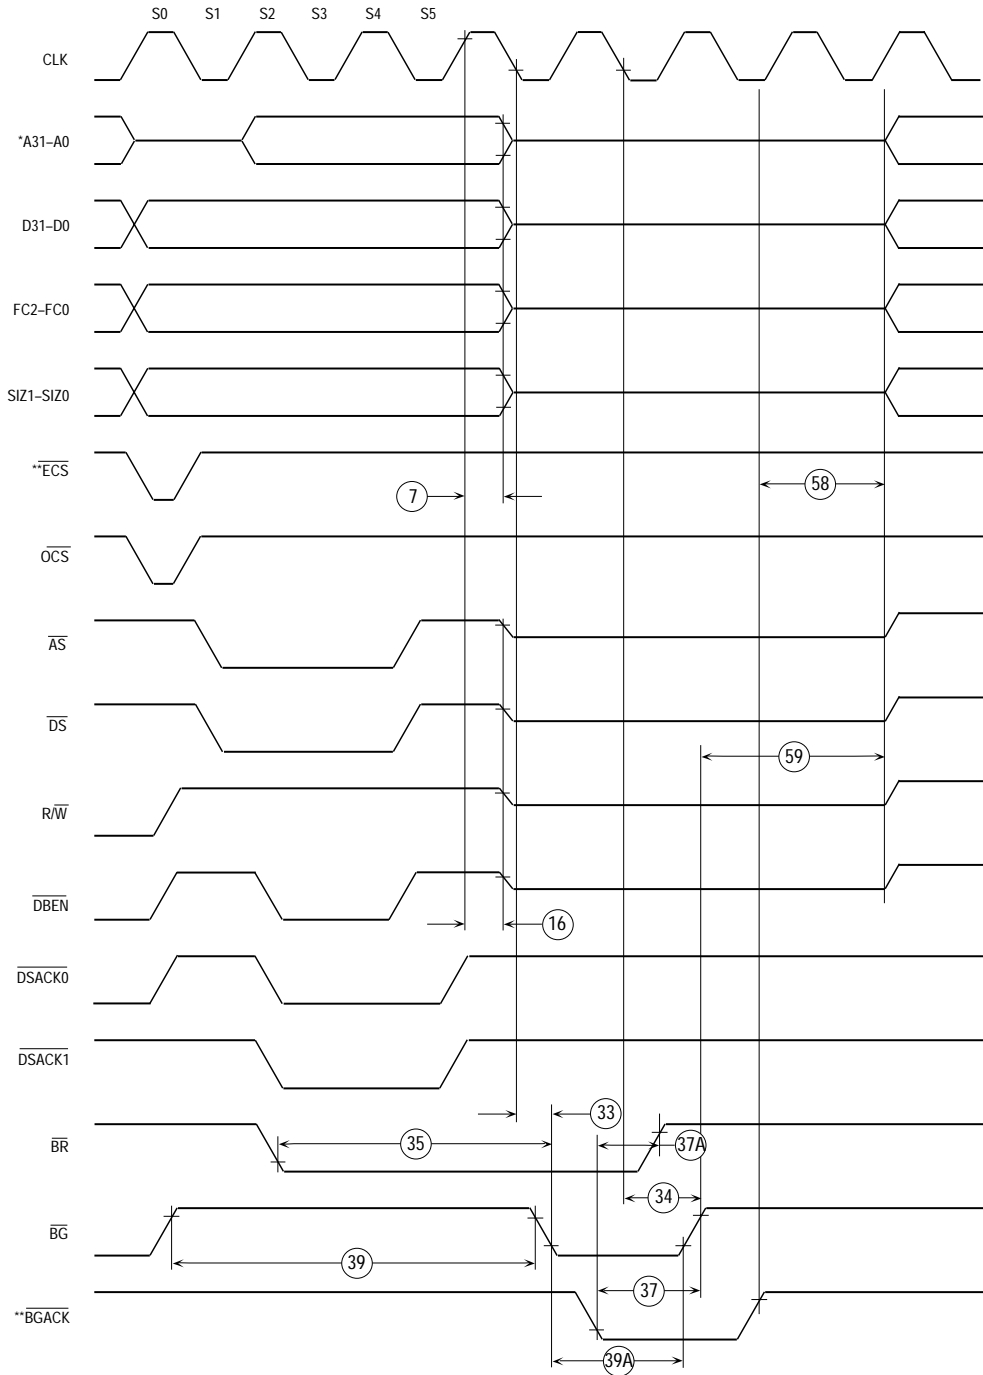 S0 S1 S2 S3 S4 S5
CLK
*A31–A0
D31–D0
FC2–FC0
SIZ1–SIZ0
**ECS
7
58
OCS
AS
DS
59
R/W
DBEN
16
DSACK0
DSACK1
33
BR
35
37A
34
BG
39
37
**BGACK
39A